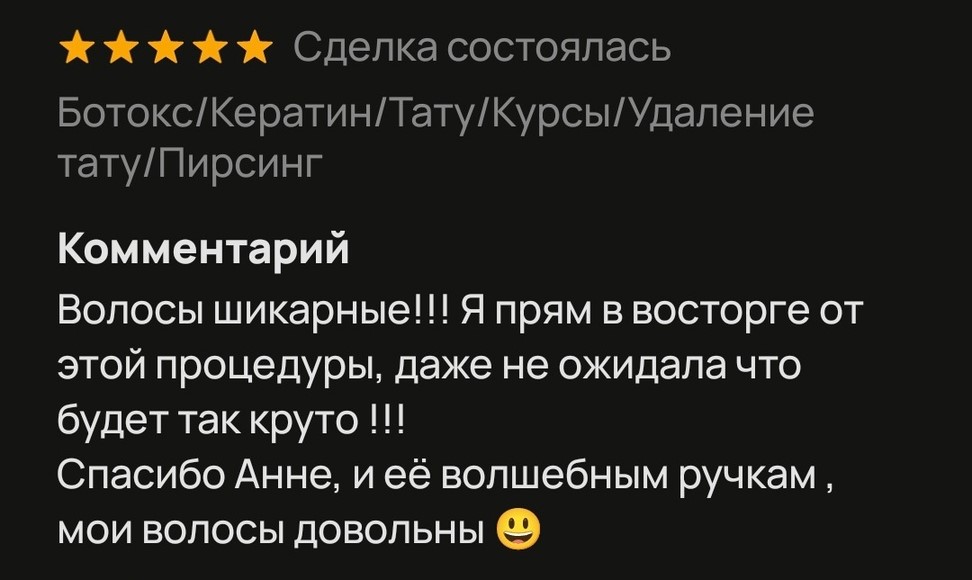 Сделка состоялась
Ботокс/Кератин/Тату/Курсы/Удаление
тату/Пирсинг
Комментарий
Волосы шикарные!!! Я прям в восторге от
этой процедуры, даже не ожидала что
будет так круто !!!
Спасибо Анне, и её волшебным ручкам ,
мои волосы довольны 😃